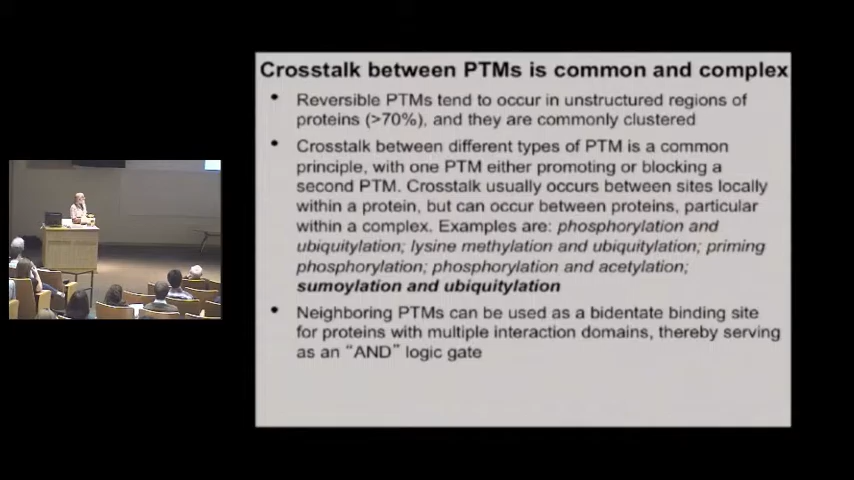 Crosstalk between PTMs is common and complex
• Reversible PTMs tend to occur in unstructured regions of
proteins (>70%), and they are commonly clustered
• Crosstalk between different types of PTM is a common
principle, with one PTM either promoting or blocking a
second PTM. Crosstalk usually occurs between sites locally
within a protein, but can occur between proteins, particular
within a complex. Examples are: phosphorylation and
ubiquitylation; lysine methylation and ubiquitylation; priming
phosphorylation; phosphorylation and acetylation;
sumoylation and ubiquitylation
• Neighboring PTMs can be used as a bidentate binding site
for proteins with multiple interaction domains, thereby serving
as an “AND” logic gate